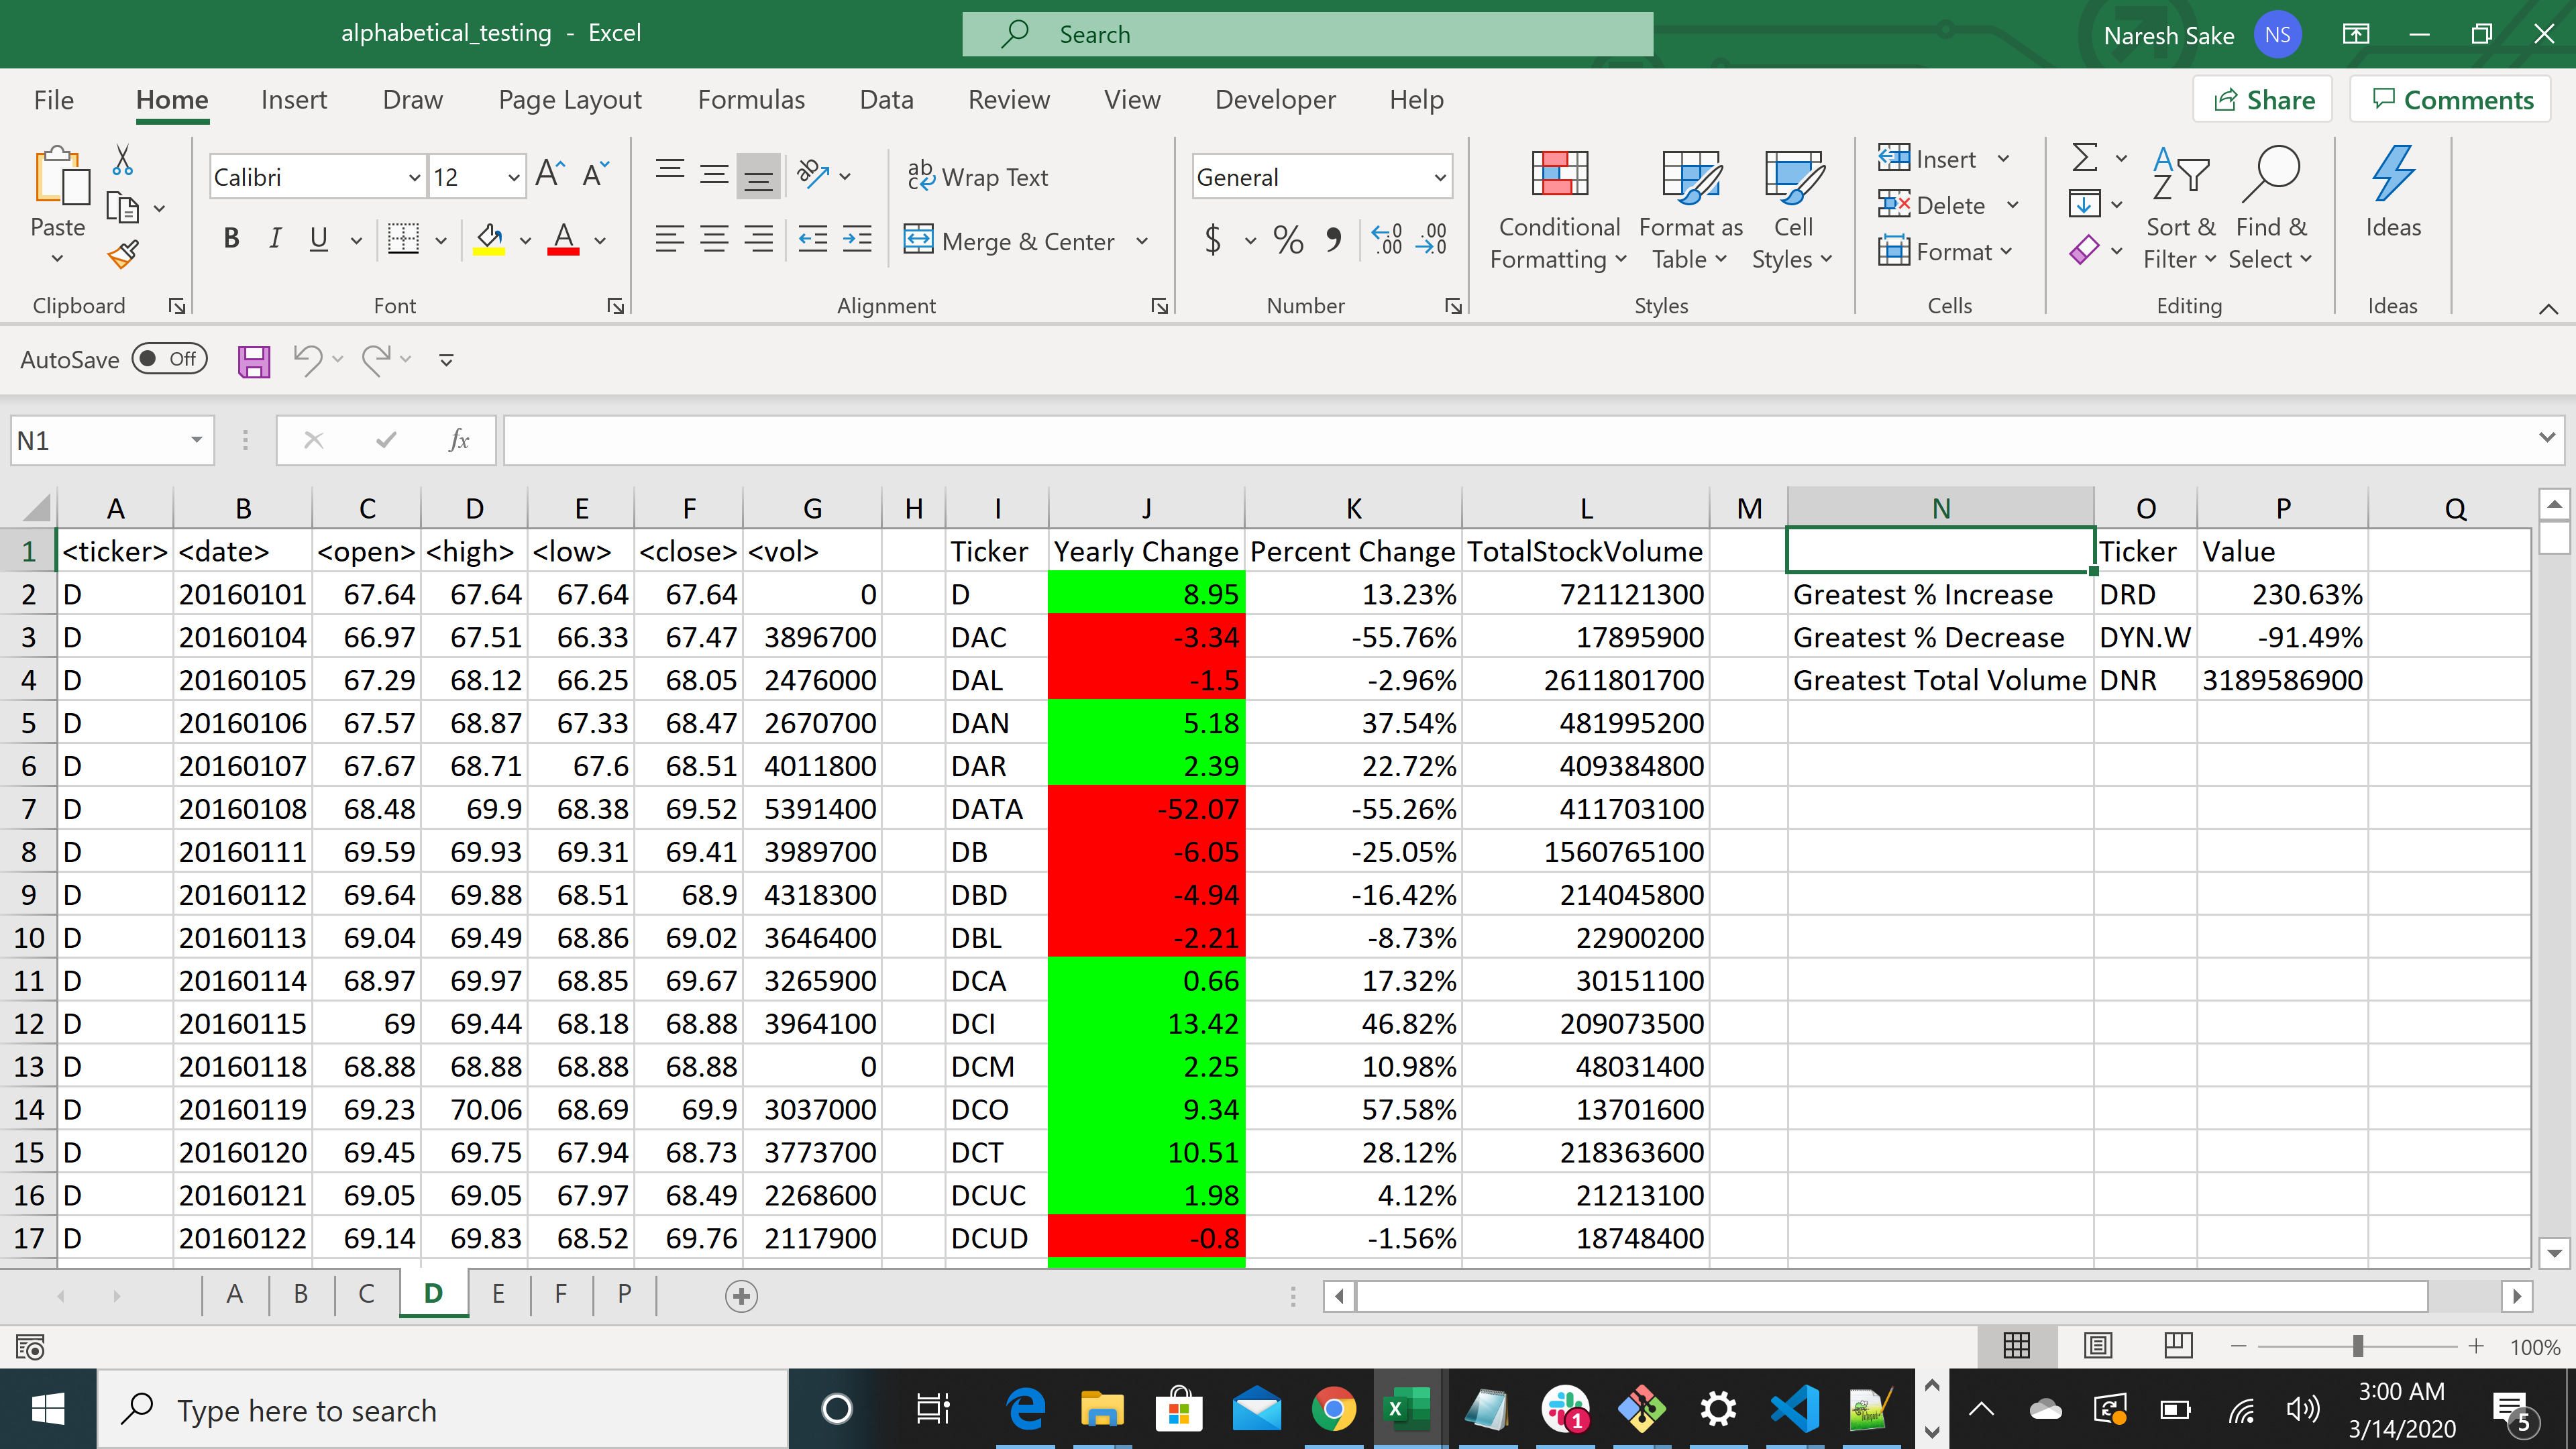 alphabetical_testing - Excel
Search
Naresh Sake NS
File Home Insert Draw Page Layout Formulas Data Review View Developer Help Share Comments
Paste
Clipboard
Calibri 12
B I U A
Font
ab Wrap Text
Merge & Center
Alignment
General
$ % , .00 .00
Number
Conditional Formatting
Format as Table
Cell Styles
Styles
Insert
Delete
Format
Cells
Sort & Filter
Find & Select
Editing
Ideas
Ideas
AutoSave Off
N1 fx
A B C D E F G H I J K L M N O P Q
1 <ticker> <date> <open> <high> <low> <close> <vol> Ticker Yearly Change Percent Change TotalStockVolume Ticker Value
2 D 20160101 67.64 67.64 67.64 67.64 0 D 8.95 13.23% 721121300 Greatest % Increase DRD 230.63%
3 D 20160104 66.97 67.51 66.33 67.47 3896700 DAC -3.34 -55.76% 17895900 Greatest % Decrease DYN.W -91.49%
4 D 20160105 67.29 68.12 66.25 68.05 2476000 DAL -1.5 -2.96% 2611801700 Greatest Total Volume DNR 3189586900
5 D 20160106 67.57 68.87 67.33 68.47 2670700 DAN 5.18 37.54% 481995200
6 D 20160107 67.67 68.71 67.6 68.51 4011800 DAR 2.39 22.72% 409384800
7 D 20160108 68.48 69.9 68.38 69.52 5391400 DATA -52.07 -55.26% 411703100
8 D 20160111 69.59 69.93 69.31 69.41 3989700 DB -6.05 -25.05% 1560765100
9 D 20160112 69.64 69.88 68.51 68.9 4318300 DBD -4.94 -16.42% 214045800
10 D 20160113 69.04 69.49 68.86 69.02 3646400 DBL -2.21 -8.73% 22900200
11 D 20160114 68.97 69.97 68.85 69.67 3265900 DCA 0.66 17.32% 30151100
12 D 20160115 69 69.44 68.18 68.88 3964100 DCI 13.42 46.82% 209073500
13 D 20160118 68.88 68.88 68.88 68.88 0 DCM 2.25 10.98% 48031400
14 D 20160119 69.23 70.06 68.69 69.9 3037000 DCO 9.34 57.58% 13701600
15 D 20160120 69.45 69.75 67.94 68.73 3773700 DCT 10.51 28.12% 218363600
16 D 20160121 69.05 69.05 67.97 68.49 2268600 DCUC 1.98 4.12% 21213100
17 D 20160122 69.14 69.83 68.52 69.76 2117900 DCUD -0.8 -1.56% 18748400
A B C D E F P
100%
Type here to search
1
3:00 AM
3/14/2020
5